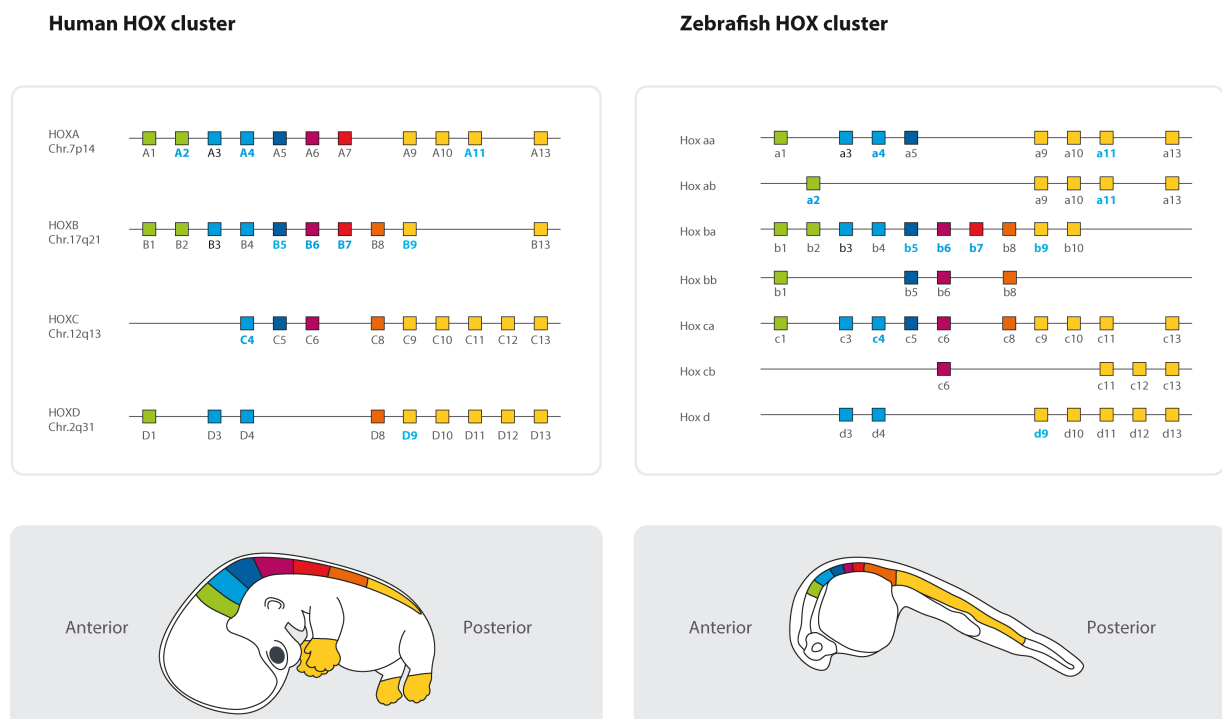 Human HOX cluster
HOXA
Chr.7p14
A1 A2 A3 A4 A5 A6 A7 A9 A10 A11 A13
HOXB
Chr.17q21
B1 B2 B3 B4 B5 B6 B7 B8 B9 B13
HOXC
Chr.12q13
C4 C5 C6 C8 C9 C10 C11 C12 C13
HOXD
Chr.2q31
D1 D3 D4 D8 D9 D10 D11 D12 D13
Anterior
Posterior
Zebrafish HOX cluster
Hox aa
a1 a3 a4 a5 a9 a10 a11 a13
Hox ab
a2 a9 a10 a11 a13
Hox ba
b1 b2 b3 b4 b5 b6 b7 b8 b9 b10
Hox bb
b1 b5 b6 b8
Hox ca
c1 c3 c4 c5 c6 c8 c9 c10 c11 c13
Hox cb
c6 c11 c12 c13
Hox d
d3 d4 d9 d10 d11 d12 d13
Anterior
Posterior